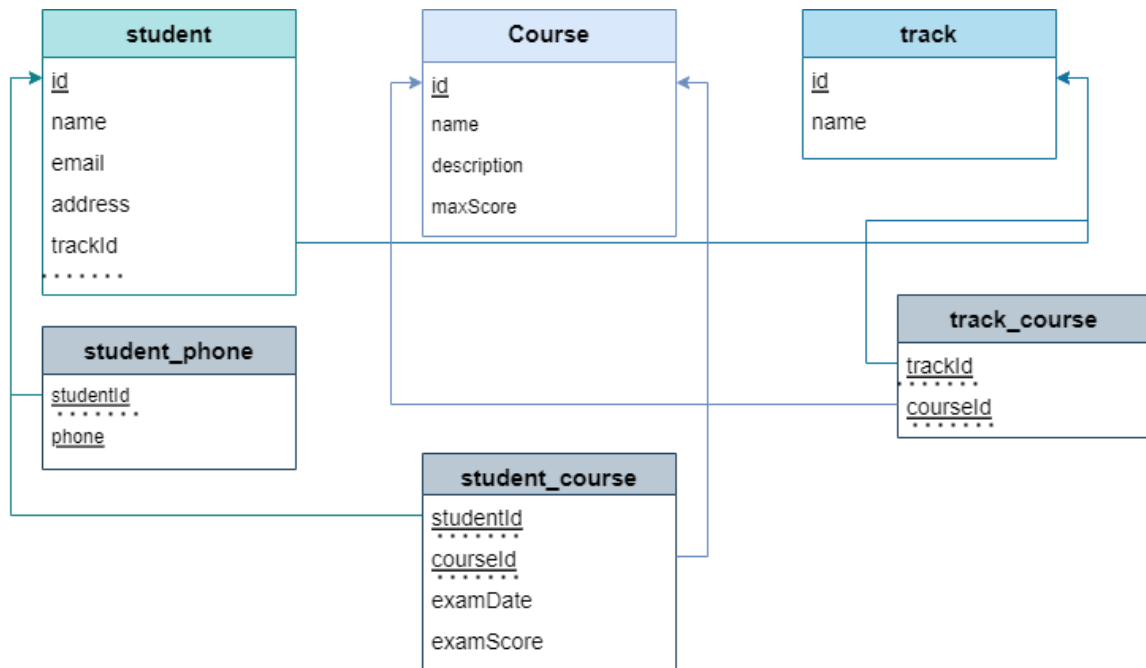 student
id
name
email
address
trackId
Course
id
name
description
maxScore
track
id
name
student_phone
studentId
phone
track_course
trackId
courseId
student_course
studentId
courseId
examDate
examScore